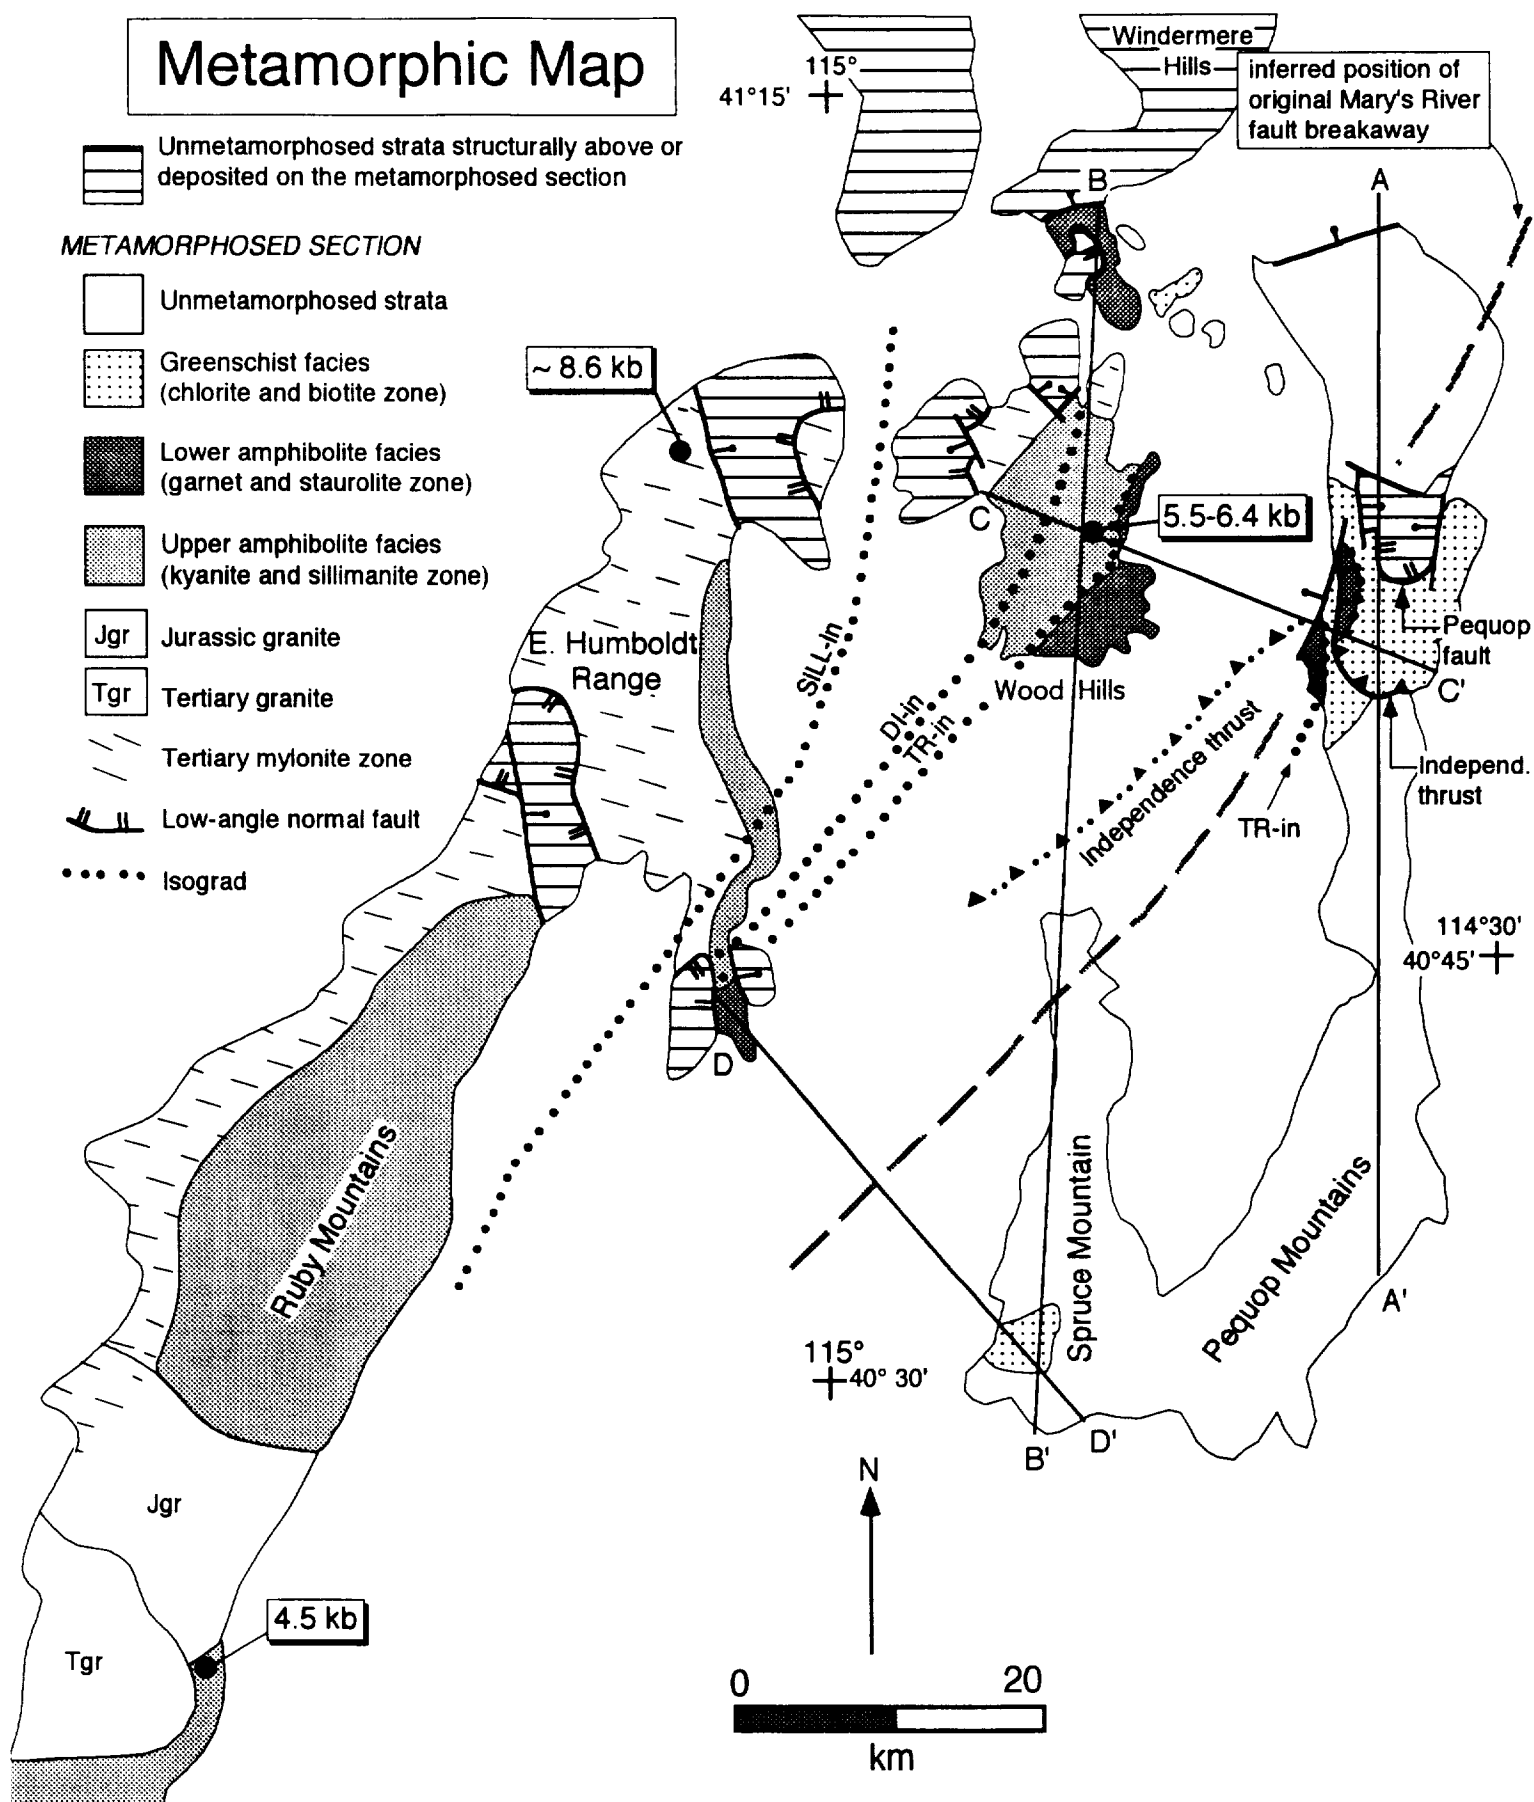 Metamorphic Map
Unmetamorphosed strata structurally above or
deposited on the metamorphosed section
METAMORPHOSED SECTION
Unmetamorphosed strata
Greenschist facies
(chlorite and biotite zone)
Lower amphibolite facies
(garnet and staurolite zone)
Upper amphibolite facies
(kyanite and sillimanite zone)
Jgr
Jurassic granite
Tgr
Tertiary granite
Tertiary mylonite zone
Low-angle normal fault
Isograd
115°
41°15'
Windermere
Hills
inferred position of
original Mary's River
fault breakaway
B
A
~ 8.6 kb
C
5.5-6.4 kb
E. Humboldt
Range
SILL-in
DI-in
TR-in
Wood Hills
Pequop
fault
C'
Independence thrust
Independ.
thrust
TR-in
114°30'
40°45'
D
Ruby Mountains
Spruce Mountain
Pequop Mountains
A'
115°
40° 30'
B'
D'
N
Jgr
Tgr
4.5 kb
0
20
km